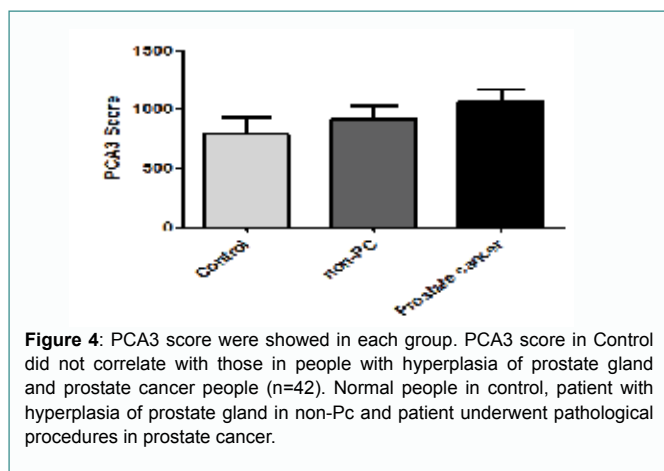 1500
1000
500
0
PCA3 Score
Control
non-PC
Prostate cancer
Figure 4: PCA3 score were showed in each group. PCA3 score in Control
did not correlate with those in people with hyperplasia of prostate gland
and prostate cancer people (n=42). Normal people in control, patient with
hyperplasia of prostate gland in non-Pc and patient underwent pathological
procedures in prostate cancer.